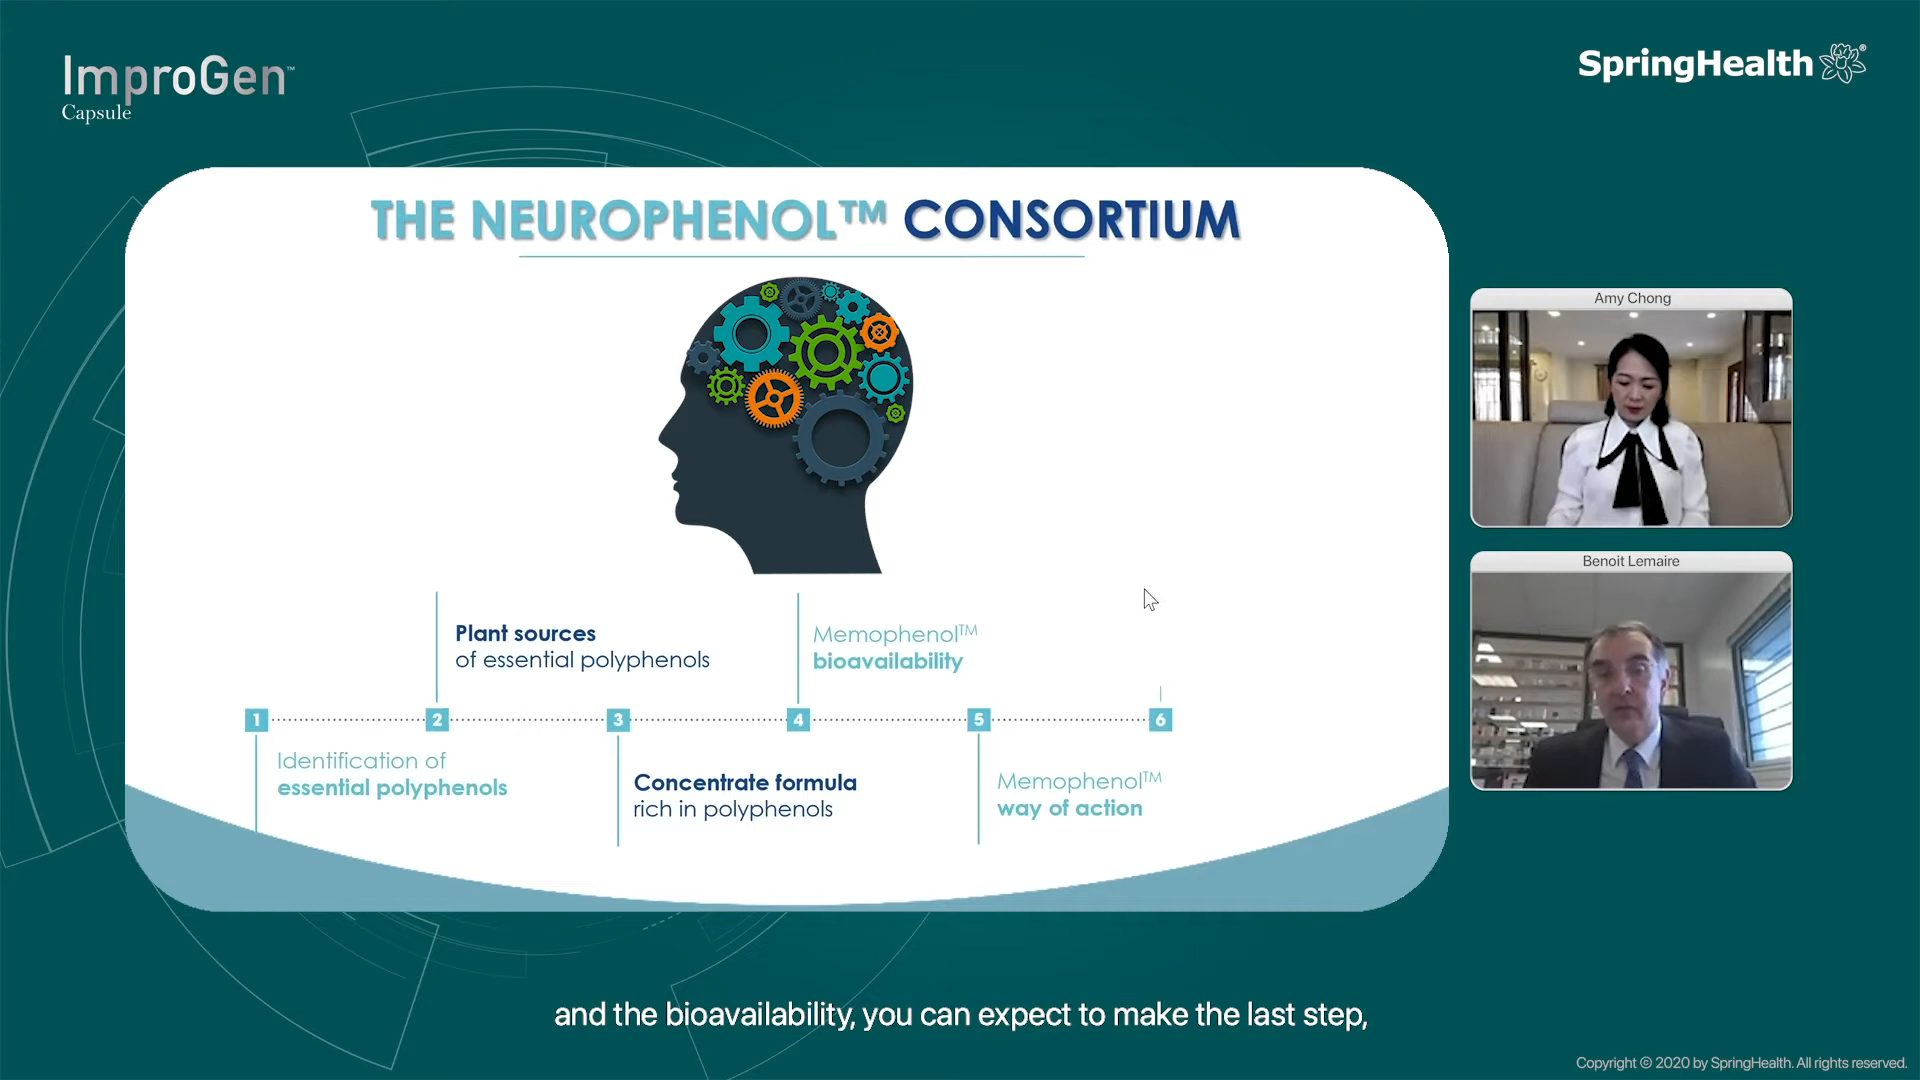 ImproGen™
Capsule
SpringHealth®
THE NEUROPHENOL™ CONSORTIUM
Amy Chong
Benoit Lemaire
Plant sources
of essential polyphenols
Memophenol™
bioavailability
1 2 3 4 5 6
Identification of
essential polyphenols
Concentrate formula
rich in polyphenols
Memophenol™
way of action
and the bioavailability, you can expect to make the last step,
Copyright © 2020 by SpringHealth. All rights reserved.